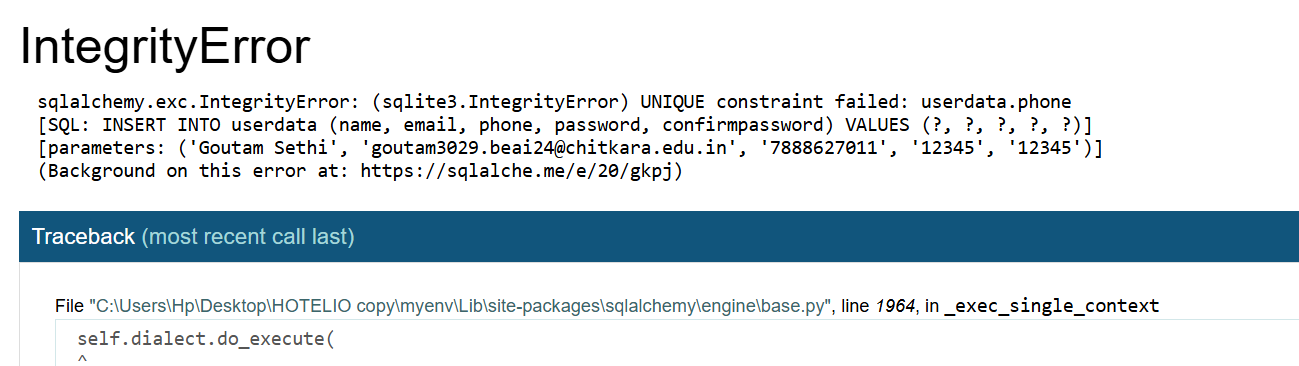 IntegrityError
sqlalchemy.exc.IntegrityError: (sqlite3.IntegrityError) UNIQUE constraint failed: userdata.phone
[SQL: INSERT INTO userdata (name, email, phone, password, confirmpassword) VALUES (?, ?, ?, ?, ?)]
[parameters: ('Goutam Sethi', 'goutam3029.beai24@chitkara.edu.in', '7888627011', '12345', '12345')]
(Background on this error at: https://sqlalche.me/e/20/gkpj)
Traceback (most recent call last)
File "C:\Users\Hp\Desktop\HOTELIO copy\myenv\Lib\site-packages\sqlalchemy\engine\base.py", line 1964, in _exec_single_context
self.dialect.do_execute(
^